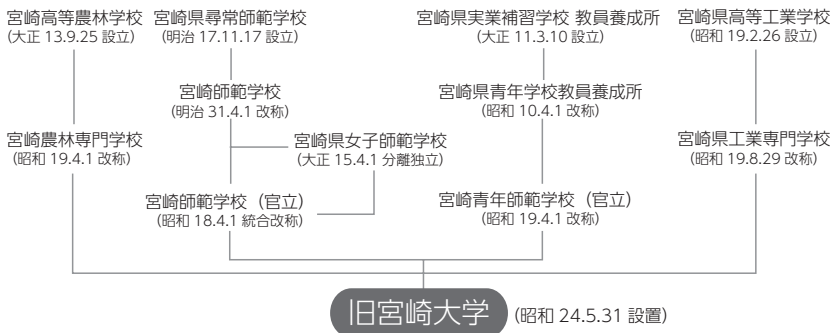 宮崎高等農林学校
(大正 13.9.25 設立)
宮崎県尋常師範学校
(明治 17.11.17 設立)
宮崎県実業補習学校 教員養成所
(大正 11.3.10 設立)
宮崎県高等工業学校
(昭和 19.2.26 設立)
宮崎師範学校
(明治 31.4.1 改称)
宮崎県青年学校教員養成所
(昭和 10.4.1 改称)
宮崎農林専門学校
(昭和 19.4.1 改称)
宮崎県女子師範学校
(大正 15.4.1 分離独立)
宮崎県工業専門学校
(昭和 19.8.29 改称)
宮崎師範学校（官立）
(昭和 18.4.1 統合改称)
宮崎青年師範学校（官立）
(昭和 19.4.1 改称)
旧宮崎大学 (昭和 24.5.31 設置)